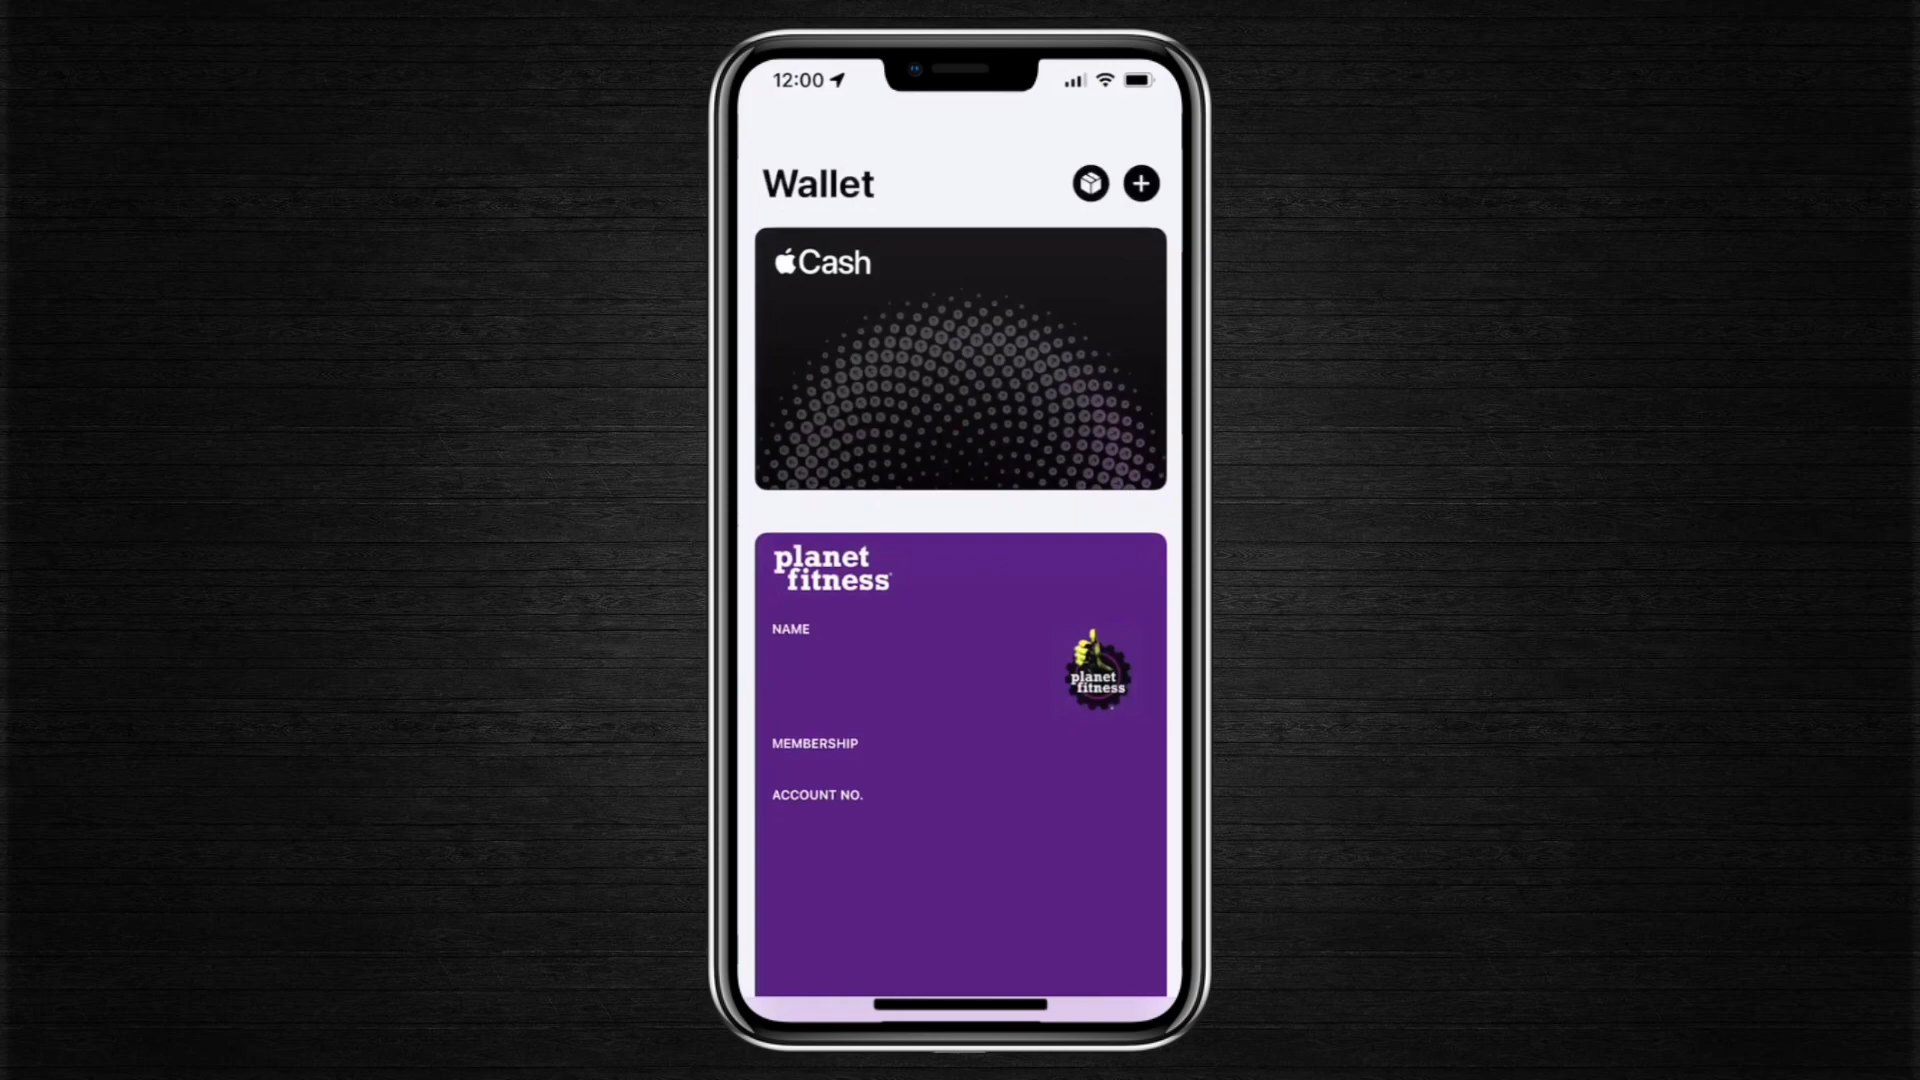 12:00
Wallet
Cash
planet
fitness
NAME
planet
fitness
MEMBERSHIP
ACCOUNT NO.